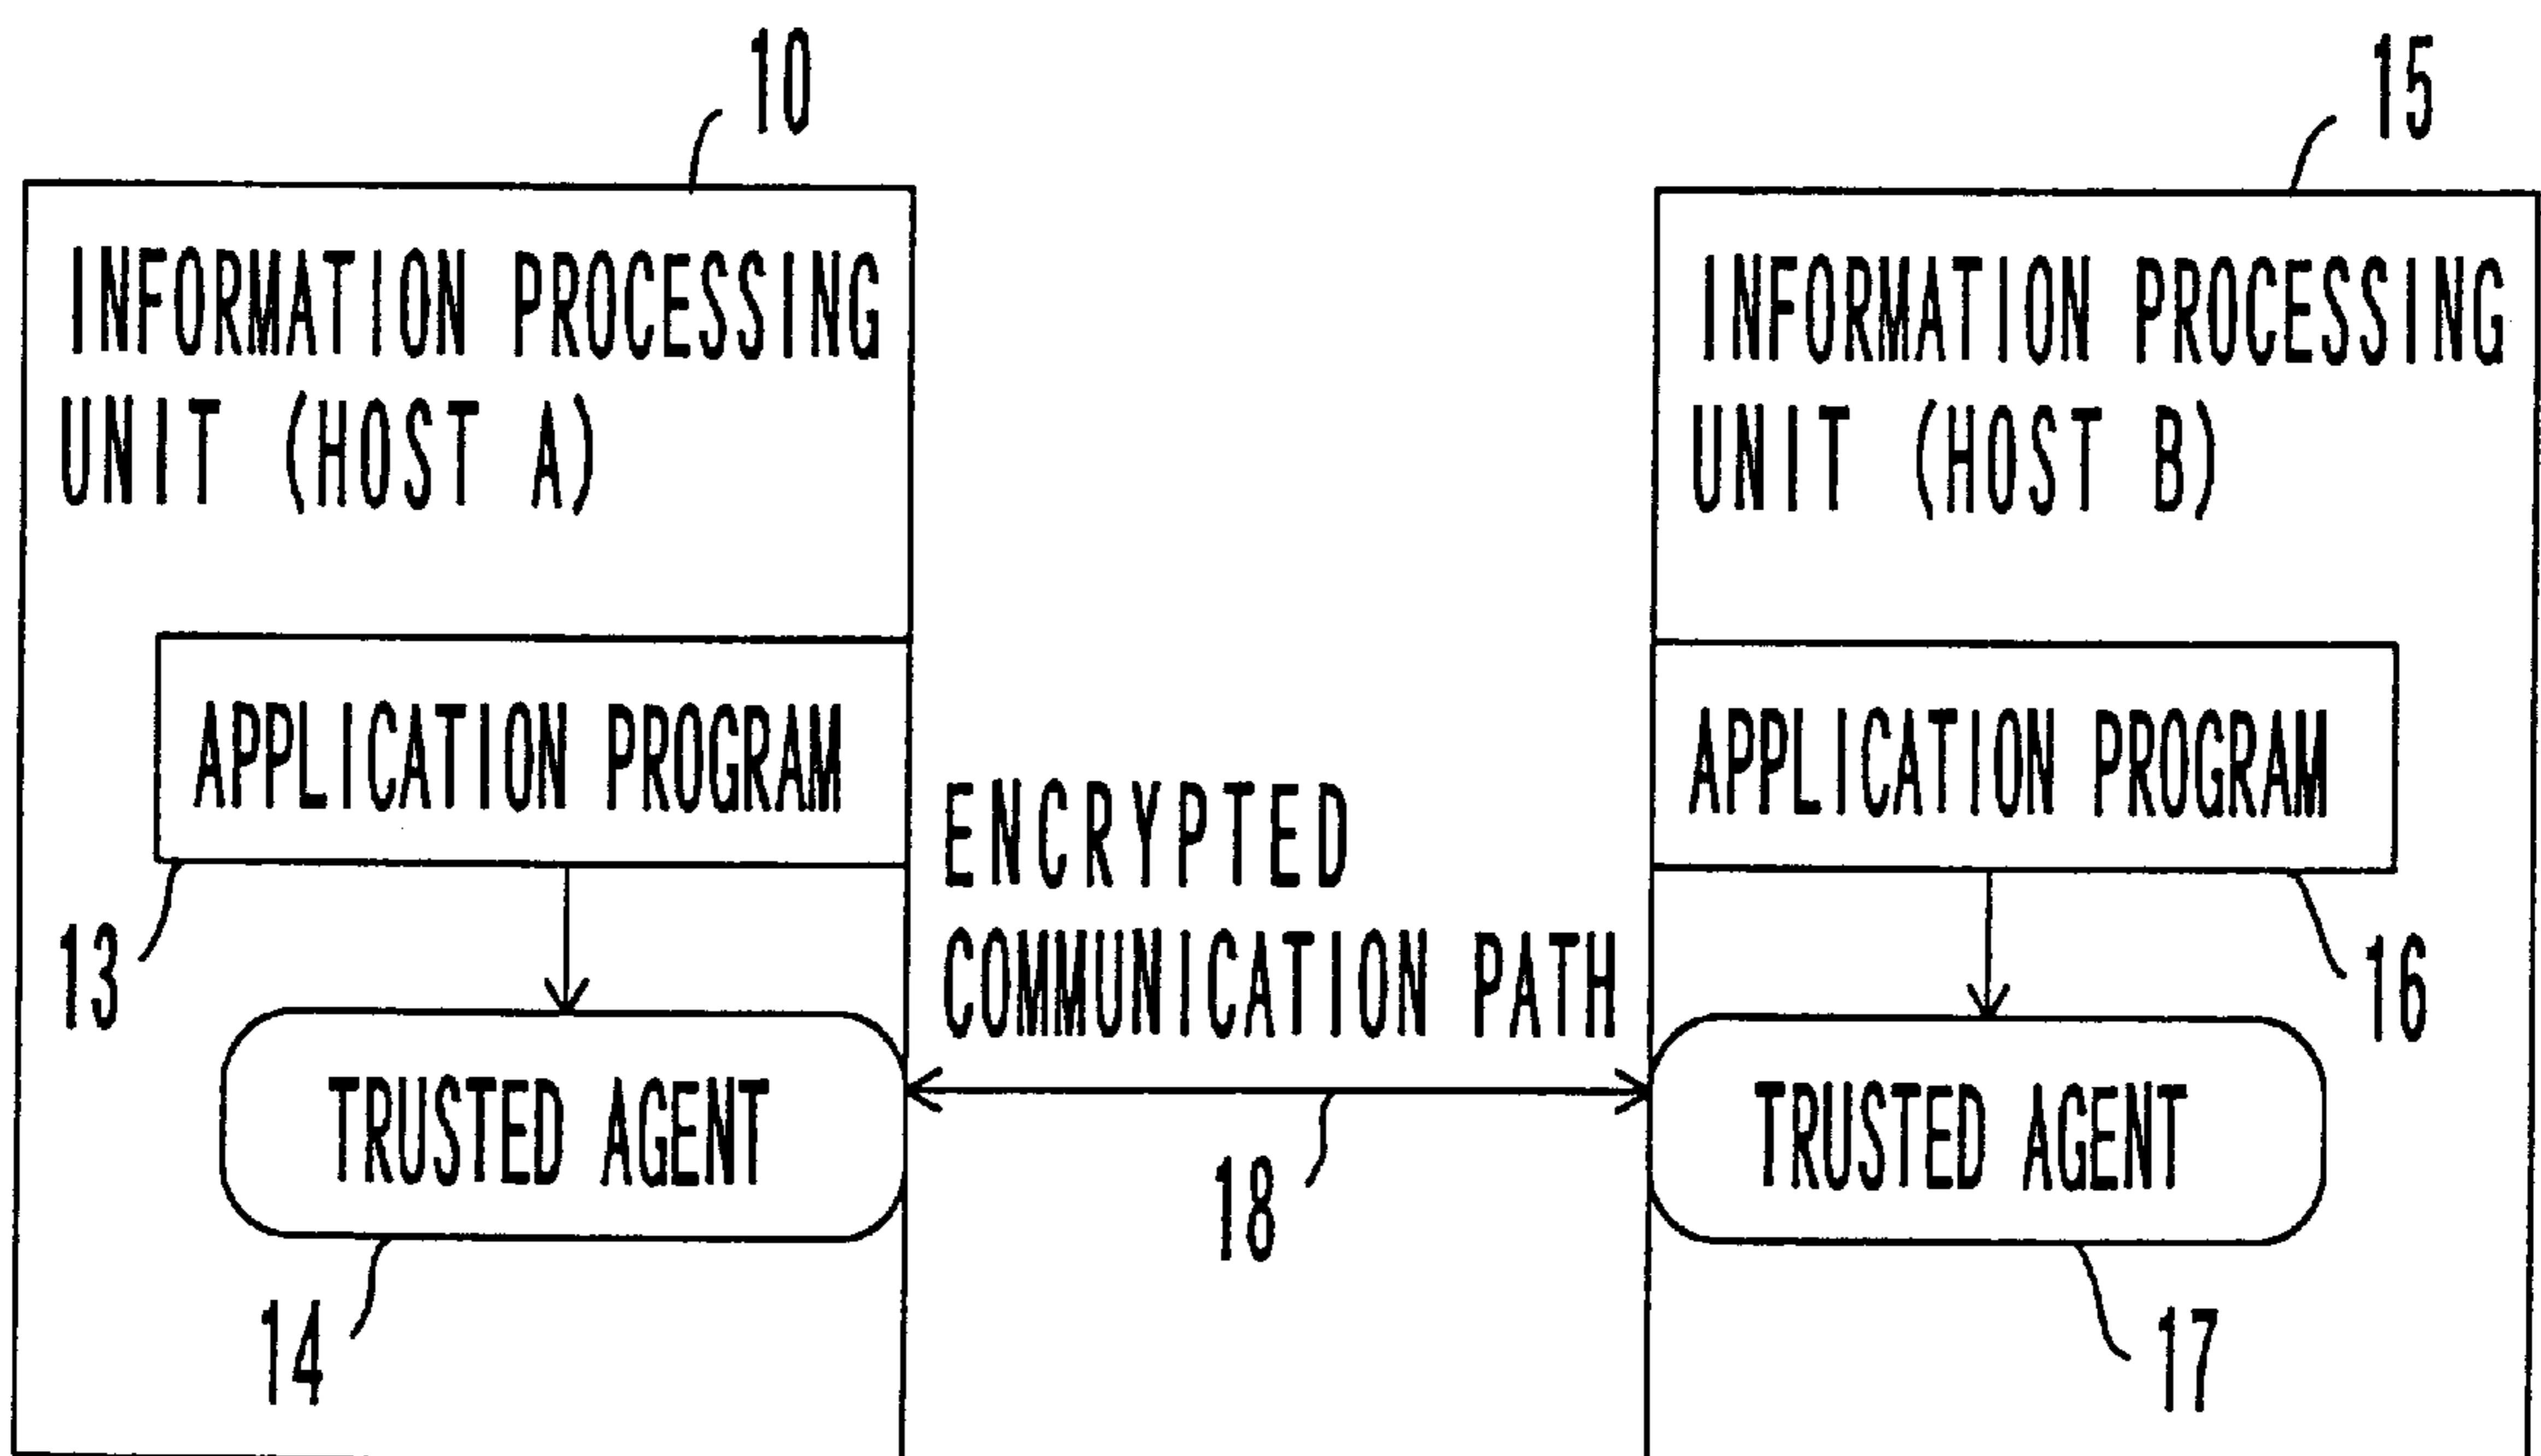 10
15
INFORMATION PROCESSING
UNIT (HOST A)
INFORMATION PROCESSING
UNIT (HOST B)
APPLICATION PROGRAM
APPLICATION PROGRAM
ENCRYPTED
COMMUNICATION PATH
13
16
TRUSTED AGENT
TRUSTED AGENT
18
14
17